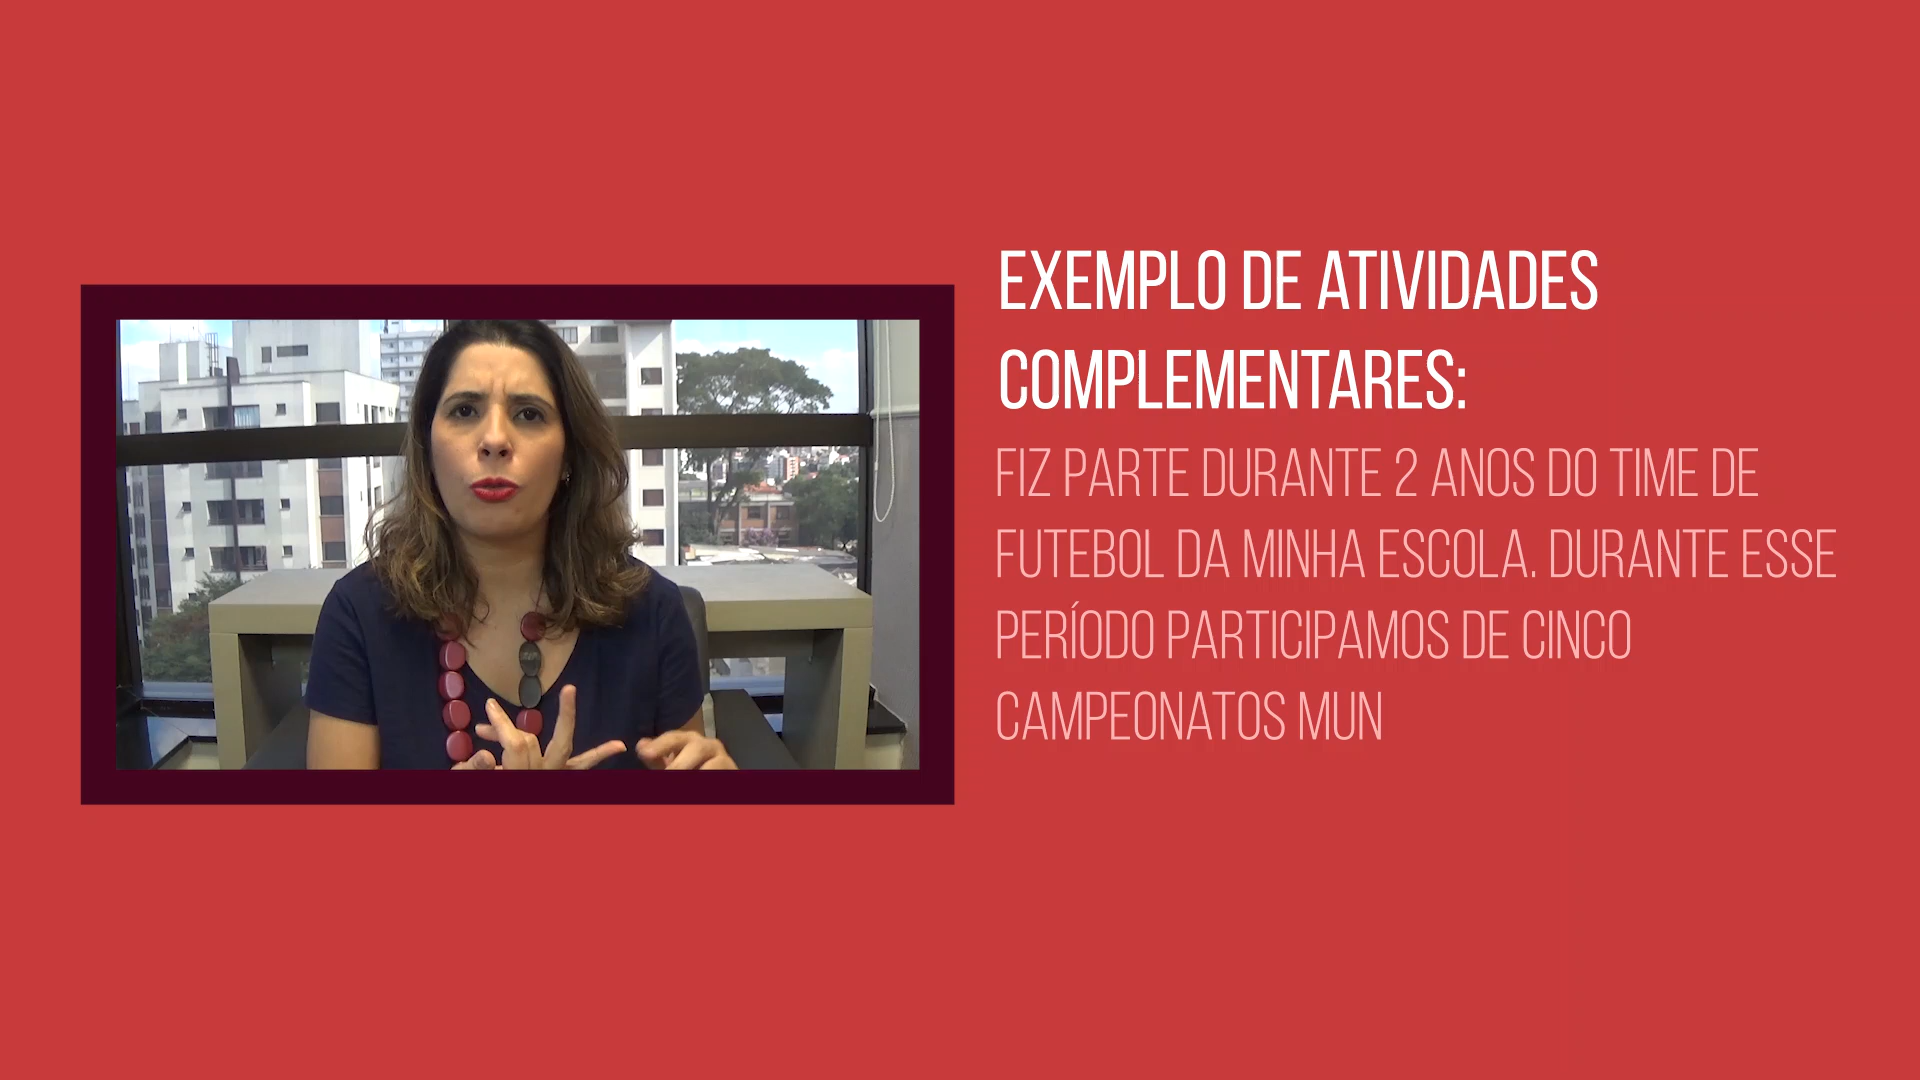 EXEMPLO DE ATIVIDADES
COMPLEMENTARES:
FIZ PARTE DURANTE 2 ANOS DO TIME DE
FUTEBOL DA MINHA ESCOLA. DURANTE ESSE
PERÍODO PARTICIPAMOS DE CINCO
CAMPEONATOS MUN